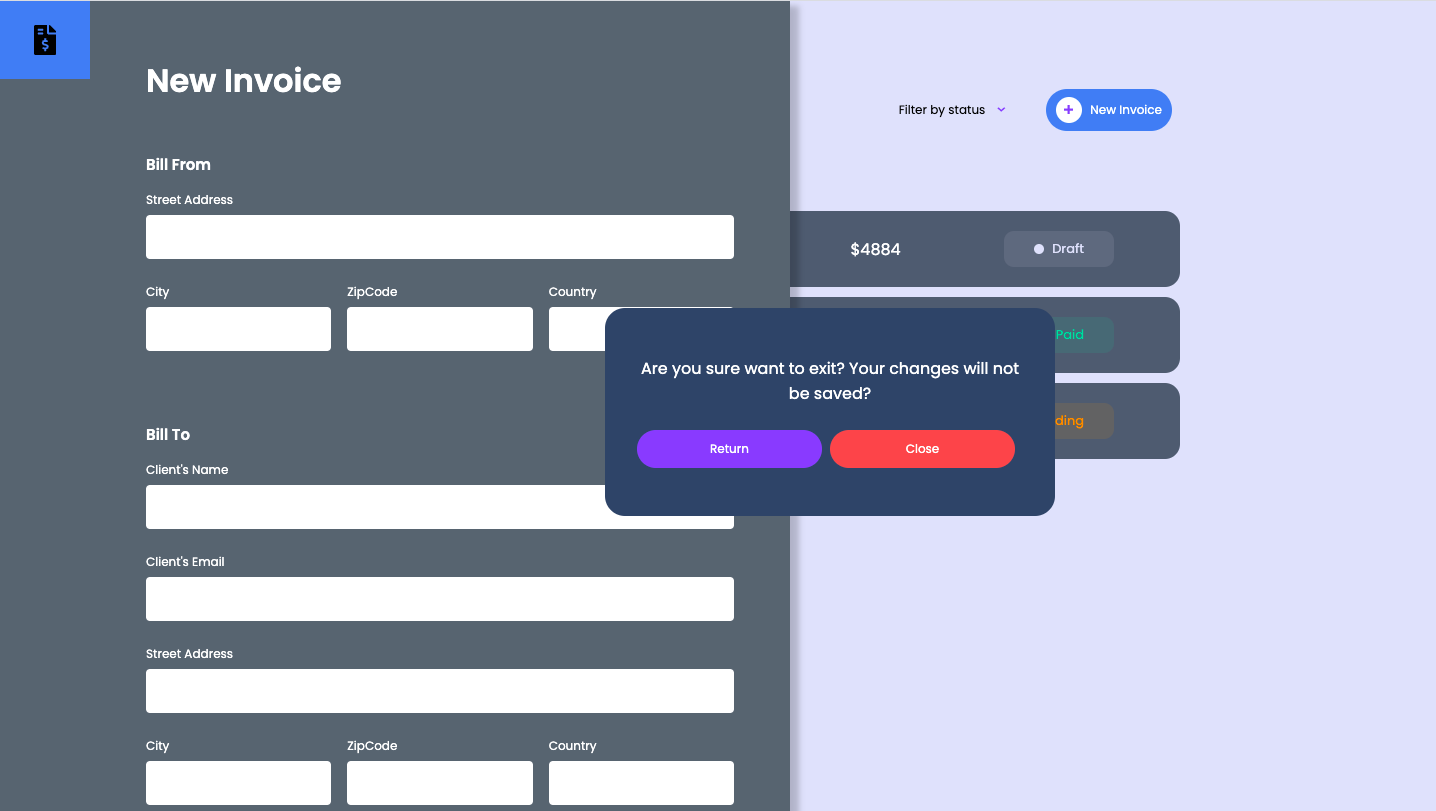 New Invoice
Bill From
Street Address
City ZipCode Country
Bill To
Client's Name
Client's Email
Street Address
City ZipCode Country
Filter by status
+ New Invoice
$4884 Draft
Paid
ding
Are you sure want to exit? Your changes will not
be saved?
Return Close